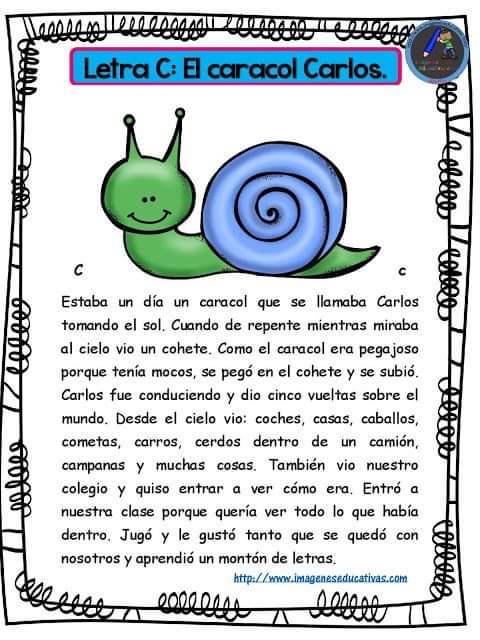 Letra C: El caracol Carlos.
C c
Estaba un día un caracol que se llamaba Carlos
tomando el sol. Cuando de repente mientras miraba
al cielo vio un cohete. Como el caracol era pegajoso
porque tenía mocos, se pegó en el cohete y se subió.
Carlos fue conduciendo y dio cinco vueltas sobre el
mundo. Desde el cielo vio: coches, casas, caballos,
cometas, carros, cerdos dentro de un camión,
campanas y muchas cosas. También vio nuestro
colegio y quiso entrar a ver cómo era. Entró a
nuestra clase porque quería ver todo lo que había
dentro. Jugó y le gustó tanto que se quedó con
nosotros y aprendió un montón de letras.
http://www.imageneseducativas.com